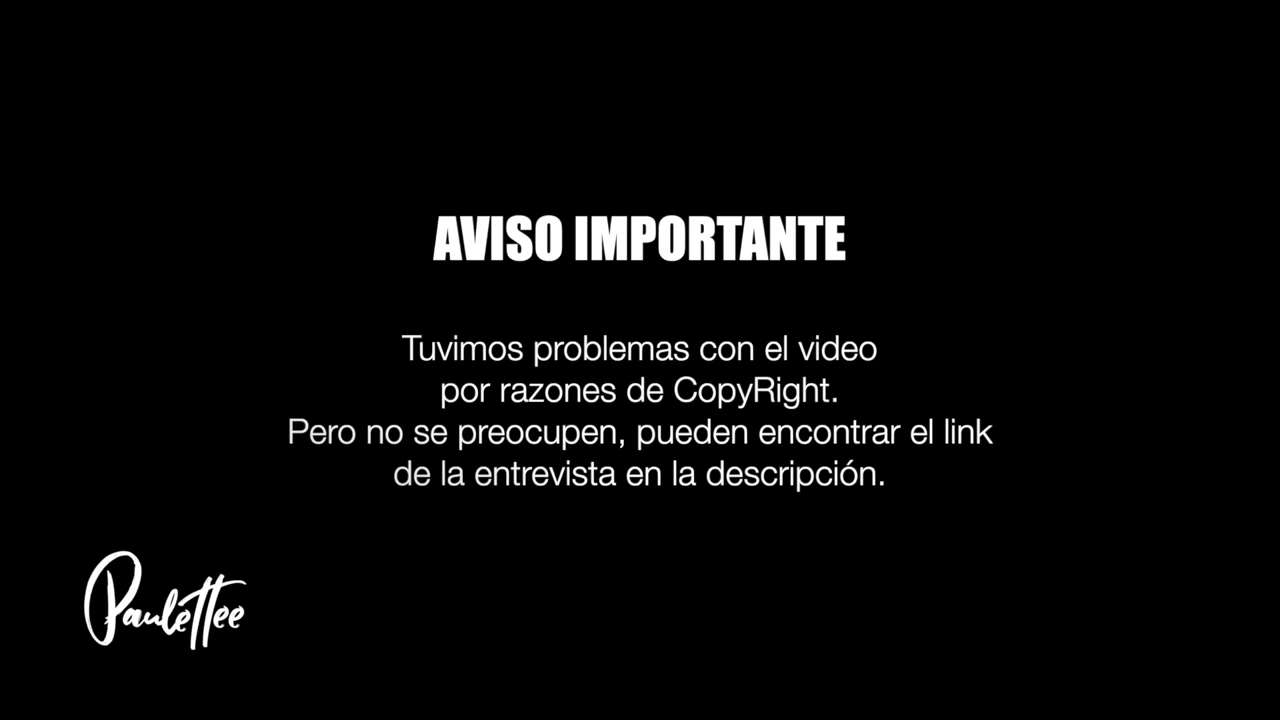 AVISO IMPORTANTE
Tuvimos problemas con el video
por razones de CopyRight.
Pero no se preocupen, pueden encontrar el link
de la entrevista en la descripción.
Paulettee